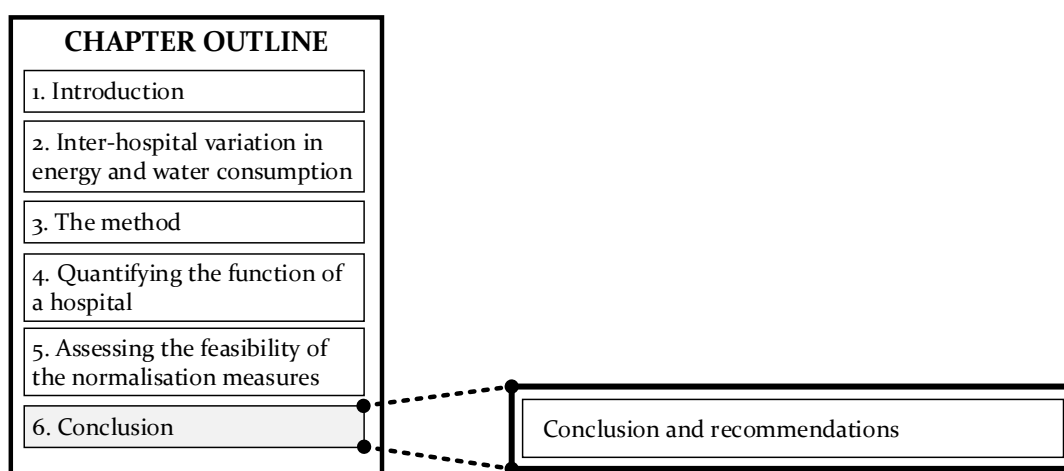 CHAPTER OUTLINE
1. Introduction
2. Inter-hospital variation in
energy and water consumption
3. The method
4. Quantifying the function of
a hospital
5. Assessing the feasibility of
the normalisation measures
6. Conclusion
Conclusion and recommendations